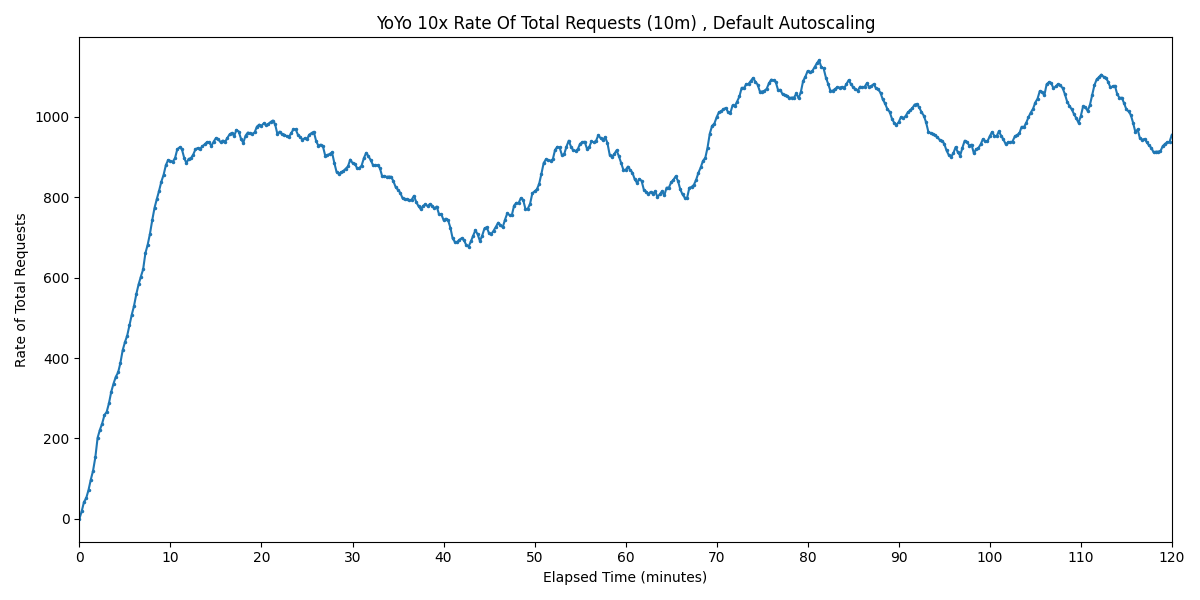 YoYo 10x Rate Of Total Requests (10m) , Default Autoscaling
Rate of Total Requests
1000
800
600
400
200
0
0 10 20 30 40 50 60 70 80 90 100 110 120
Elapsed Time (minutes)